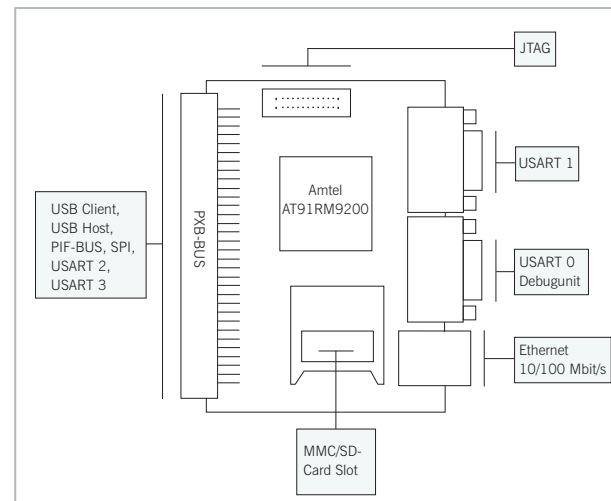 JTAG
USART 1
Amtel
AT91RM9200
PXB-BUS
USB Client,
USB Host,
PIF-BUS, SPI,
USART 2,
USART 3
USART 0
Debugunit
Ethernet
10/100 Mbit/s
MMC/SD-
Card Slot